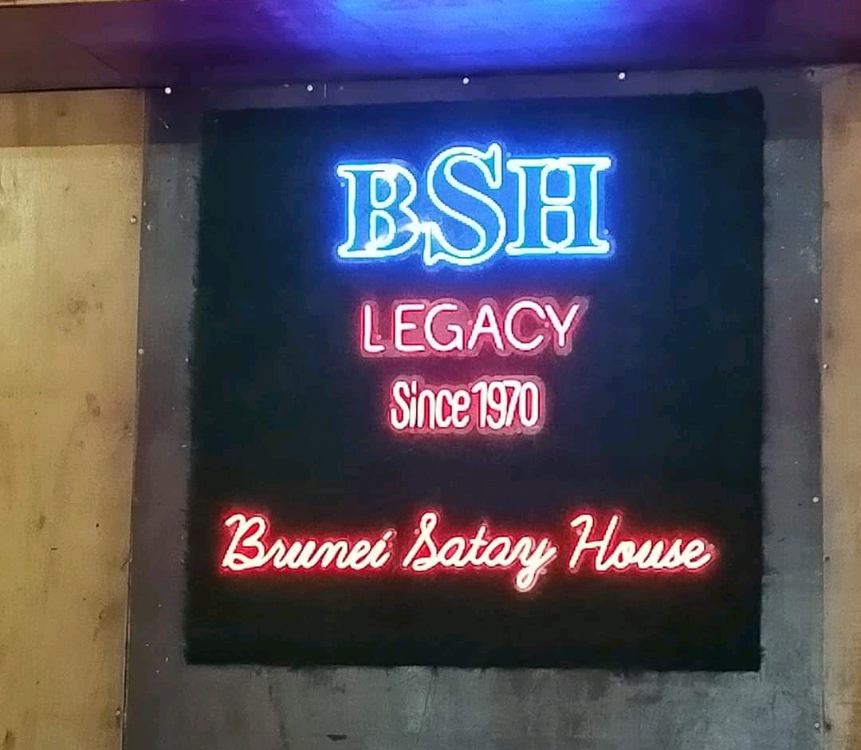 BSH
LEGACY
Since 1970
Brunei Satay House